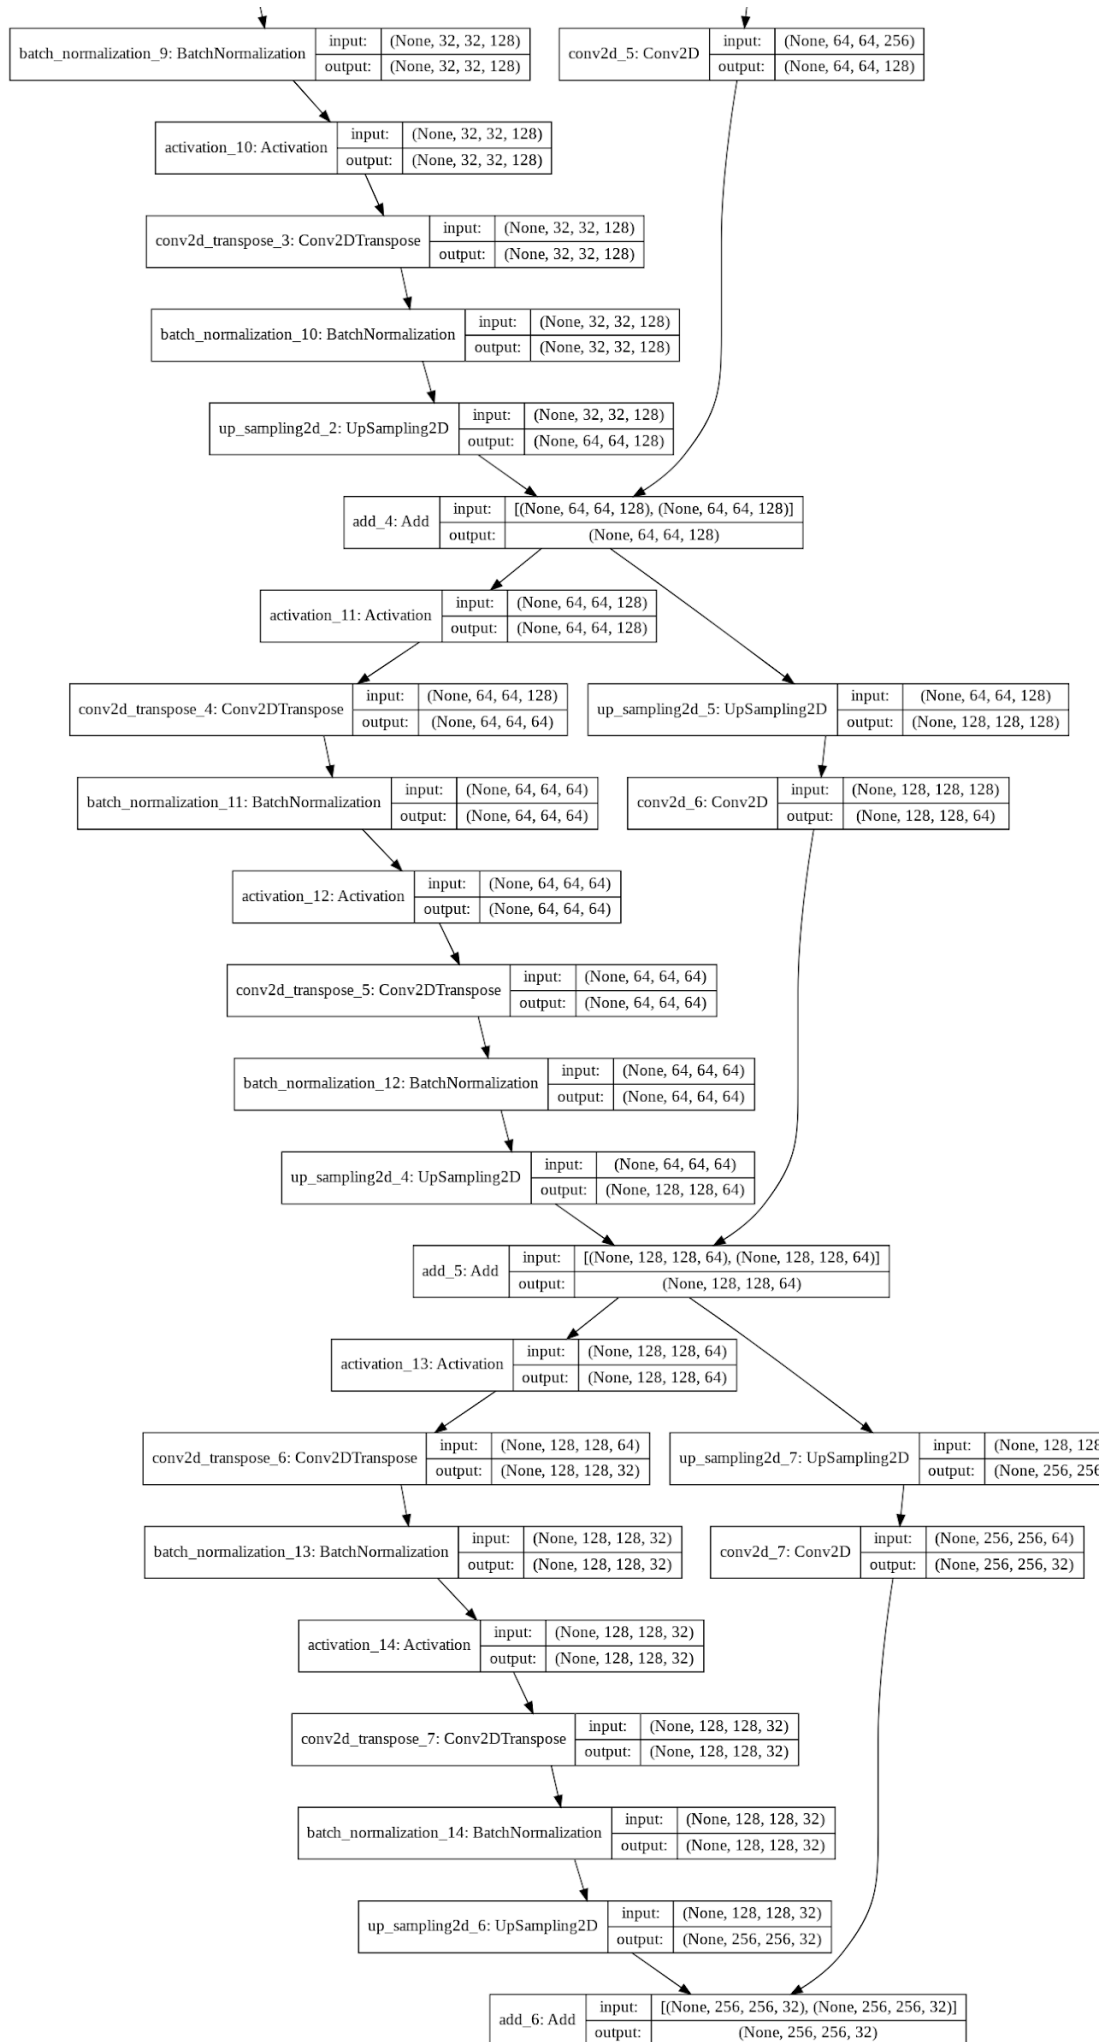 batch_normalization_9: BatchNormalization
input: (None, 32, 32, 128)
output: (None, 32, 32, 128)
conv2d_5: Conv2D
input: (None, 64, 64, 256)
output: (None, 64, 64, 128)
activation_10: Activation
input: (None, 32, 32, 128)
output: (None, 32, 32, 128)
conv2d_transpose_3: Conv2DTranspose
input: (None, 32, 32, 128)
output: (None, 32, 32, 128)
batch_normalization_10: BatchNormalization
input: (None, 32, 32, 128)
output: (None, 32, 32, 128)
up_sampling2d_2: UpSampling2D
input: (None, 32, 32, 128)
output: (None, 64, 64, 128)
add_4: Add
input: [(None, 64, 64, 128), (None, 64, 64, 128)]
output: (None, 64, 64, 128)
activation_11: Activation
input: (None, 64, 64, 128)
output: (None, 64, 64, 128)
conv2d_transpose_4: Conv2DTranspose
input: (None, 64, 64, 128)
output: (None, 64, 64, 64)
up_sampling2d_5: UpSampling2D
input: (None, 64, 64, 128)
output: (None, 128, 128, 128)
batch_normalization_11: BatchNormalization
input: (None, 64, 64, 64)
output: (None, 64, 64, 64)
conv2d_6: Conv2D
input: (None, 128, 128, 128)
output: (None, 128, 128, 64)
activation_12: Activation
input: (None, 64, 64, 64)
output: (None, 64, 64, 64)
conv2d_transpose_5: Conv2DTranspose
input: (None, 64, 64, 64)
output: (None, 64, 64, 64)
batch_normalization_12: BatchNormalization
input: (None, 64, 64, 64)
output: (None, 64, 64, 64)
up_sampling2d_4: UpSampling2D
input: (None, 64, 64, 64)
output: (None, 128, 128, 64)
add_5: Add
input: [(None, 128, 128, 64), (None, 128, 128, 64)]
output: (None, 128, 128, 64)
activation_13: Activation
input: (None, 128, 128, 64)
output: (None, 128, 128, 64)
conv2d_transpose_6: Conv2DTranspose
input: (None, 128, 128, 64)
output: (None, 128, 128, 32)
up_sampling2d_7: UpSampling2D
input: (None, 128, 128
output: (None, 256, 256
batch_normalization_13: BatchNormalization
input: (None, 128, 128, 32)
output: (None, 128, 128, 32)
conv2d_7: Conv2D
input: (None, 256, 256, 64)
output: (None, 256, 256, 32)
activation_14: Activation
input: (None, 128, 128, 32)
output: (None, 128, 128, 32)
conv2d_transpose_7: Conv2DTranspose
input: (None, 128, 128, 32)
output: (None, 128, 128, 32)
batch_normalization_14: BatchNormalization
input: (None, 128, 128, 32)
output: (None, 128, 128, 32)
up_sampling2d_6: UpSampling2D
input: (None, 128, 128, 32)
output: (None, 256, 256, 32)
add_6: Add
input: [(None, 256, 256, 32), (None, 256, 256, 32)]
output: (None, 256, 256, 32)